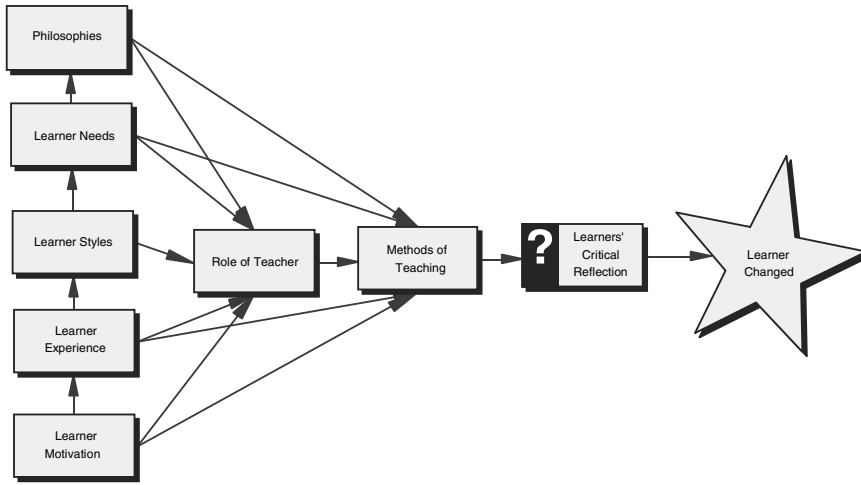 Philosophies
Learner Needs
Learner Styles
Learner
Experience
Learner
Motivation
Role of Teacher
Methods of
Teaching
?
Learners'
Critical
Reflection
Learner
Changed